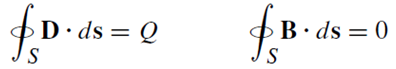 ∮_S D · ds = Q ∮_S B · ds = 0